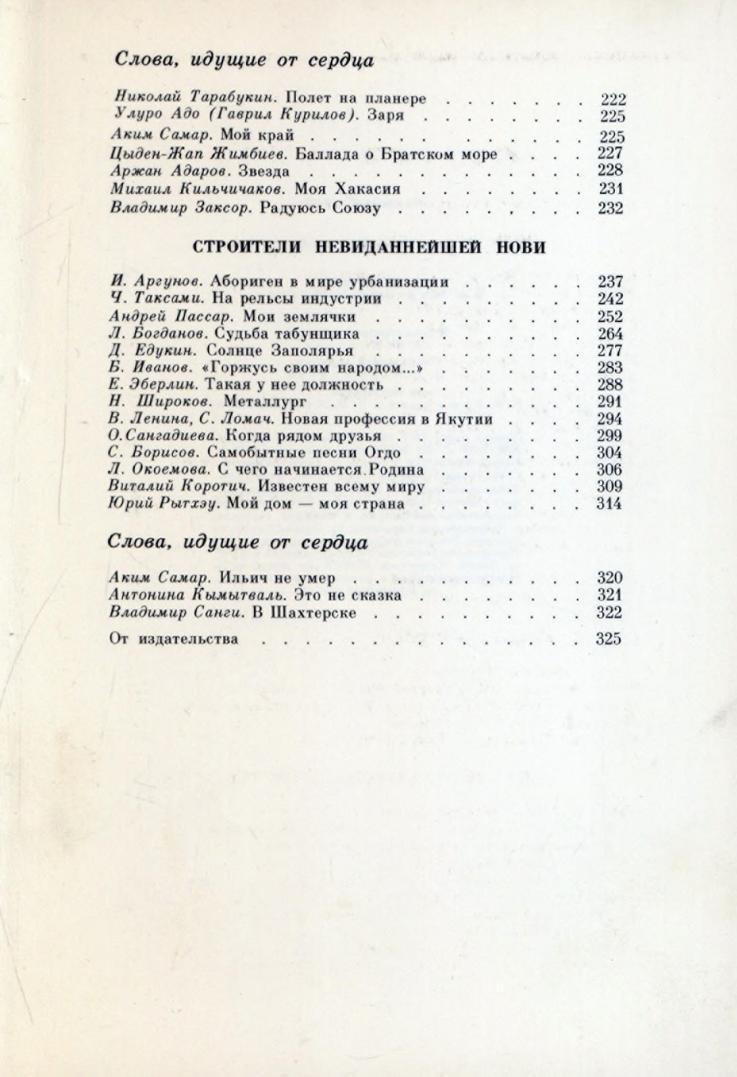 Слова, идущие от сердца
Николай Тарабукин. Полет на планере . . . . . . . 222
Улуро Адо (Гаврил Курилов). Заря . . . . . . . . 225
Аким Самар. Мой край . . . . . . . . . . . 225
Цыден-Жап Жимбиев. Баллада о Братском море . . . . 227
Аржан Адаров. Звезда . . . . . . . . . . . . 228
Михаил Кильчичаков. Моя Хакасия . . . . . . . . 231
Владимир Заксор. Радуюсь Союзу . . . . . . . . . 232
СТРОИТЕЛИ НЕВИДАННЕЙШЕЙ НОВИ
И. Аргунов. Абориген в мире урбанизации . . . . . . 237
Ч. Таксами. На рельсы индустрии . . . . . . . . . 242
Андрей Пассар. Мои землячки . . . . . . . . . . 252
Л. Богданов. Судьба табунщика . . . . . . . . . . 264
Д. Едукин. Солнце Заполярья . . . . . . . . . . 277
Б. Иванов. «Горжусь своим народом...» . . . . . . . 283
Е. Эберлин. Такая у нее должность . . . . . . . . . 288
Н. Широков. Металлург . . . . . . . . . . . 291
В. Ленина, С. Ломач. Новая профессия в Якутии . . . . 294
О.Сангадиева. Когда рядом друзья . . . . . . . . . 299
С. Борисов. Самобытные песни Огдо . . . . . . . . 304
Л. Окоемова. С чего начинается Родина . . . . . . . 306
Виталий Коротич. Известен всему миру . . . . . . . 309
Юрий Рытхэу. Мой дом — моя страна . . . . . . . . 314
Слова, идущие от сердца
Аким Самар. Ильич не умер . . . . . . . . . . . 320
Антонина Кымытваль. Это не сказка . . . . . . . . 321
Владимир Санги. В Шахтерске . . . . . . . . . . 322
От издательства . . . . . . . . . . . . . 325